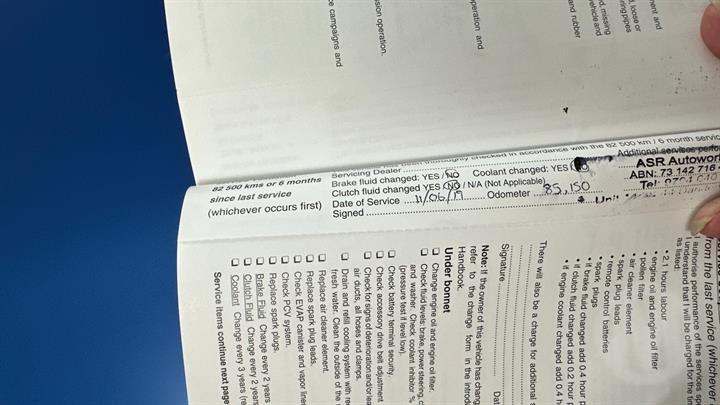 ment and
d, loose or
ring pipes
d, missing
vehicle and
and rubber
peration and
sion operation.
ce campaigns and
checked in accordance with the 82 500 km / 6 month servic
82 500 kms or 6 months
since last service
(whichever occurs first)
Servicing Dealer
Brake fluid changed: YES / NO Coolant changed: YES / NO
Clutch fluid changed YES / NO / N/A (Not Applicable)
Date of Service 11/06/19 Odometer 85,150
Signed
Additional services perfo
ASR Autowor
ABN: 73 142 716
Tel:
from the last service (whichever
I authorise performance of the services sp
I understand that I will be charged for the tim
as listed:
• 2.1 hours labour
• engine oil and engine oil filter
• pollen filter
• air cleaner element
• spark plug leads
• remote control batteries
• spark plugs
• if brake fluid changed add 0.4 hour
• if clutch fluid changed add 0.2 hour
• if engine coolant changed add 0.4 h
There will also be a charge for additional s
Signature Dat
Note: If the owner of this vehicle has chang
refer to the change form in the introdu
Handbook.
Under bonnet
❑ Change engine oil and engine oil filter.
❑ Check fluid levels: brake, power steering, c
and washer. Check coolant inhibitor %
(pressure test if level low).
❑ Check battery terminal security.
❑ Check accessory drive belt adjustment
❑ Check for signs of deterioration and/or lea
air ducts, all hoses and clamps.
❑ Drain and refill cooling system with re
fresh water. Clean the outside of the
❑ Replace air cleaner element.
❑ Replace spark plug leads.
❑ Check EVAP canister and vapor lines
❑ Check PCV system.
❑ Replace spark plugs.
❑ Brake Fluid Change every 2 years
❑ Clutch Fluid Change every 2 years
❑ Coolant Change every 3 years (re
Service items continue next page